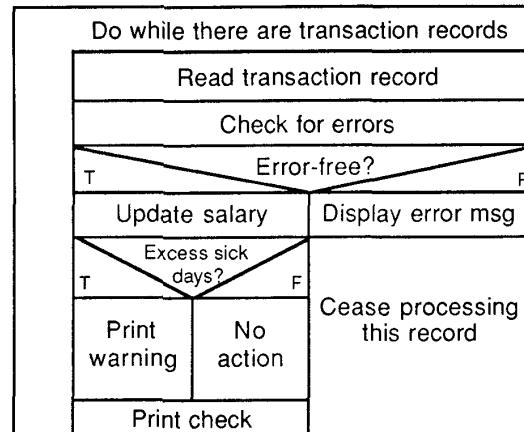 Do while there are transaction records
Read transaction record
Check for errors
Error-free?
T
F
Update salary
Display error msg
Excess sick
days?
T
F
Print
warning
No
action
Cease processing
this record
Print check